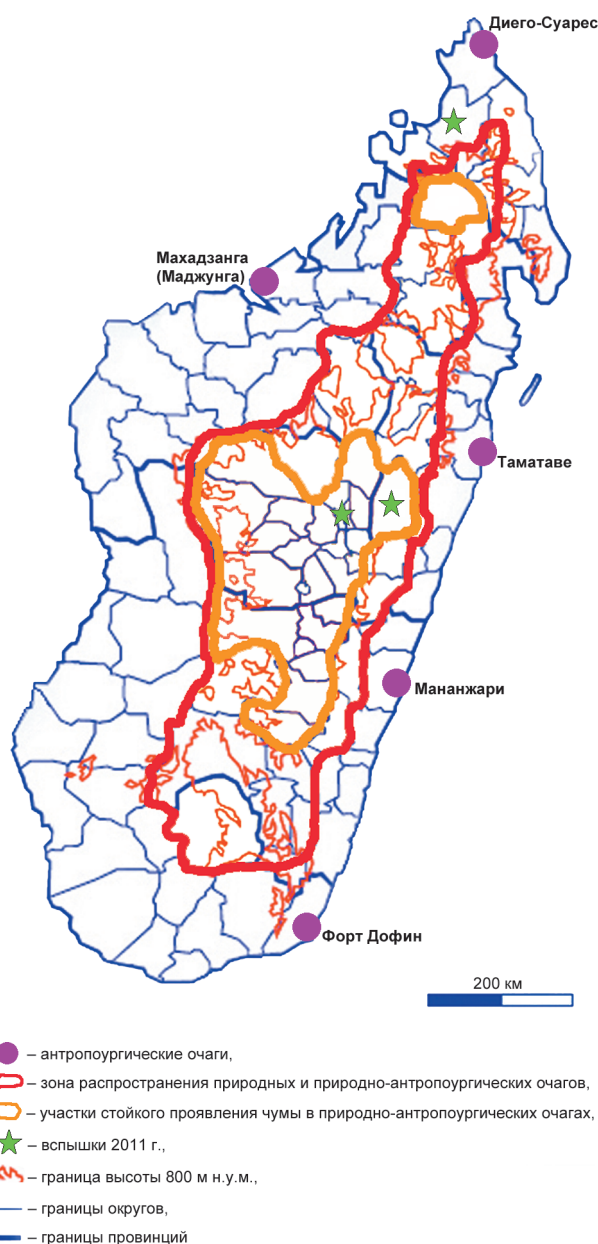 Диего-Суарес
Махадзанга
(Маджунга)
Таматаве
Мананжари
Форт Дофин
200 км
– антропоургические очаги,
– зона распространения природных и природно-антропоургических очагов,
– участки стойкого проявления чумы в природно-антропоургических очагах,
– вспышки 2011 г.,
– граница высоты 800 м н.у.м.,
– границы округов,
– границы провинций